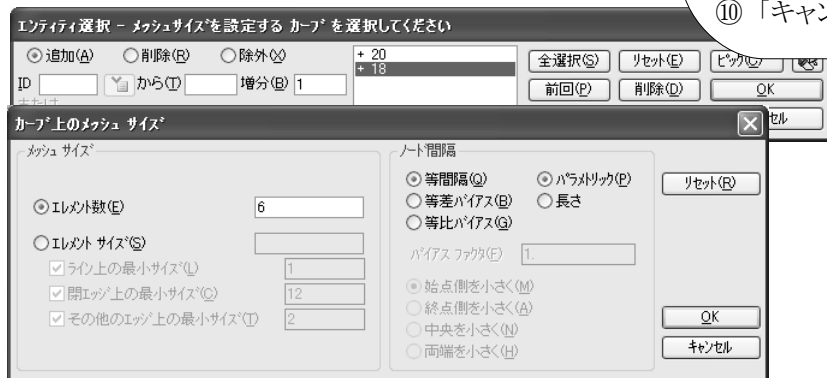 ⑩ 「キャン
エンティティ選択 - メッシュサイズを設定する カーブを選択してください
追加(A) 削除(R) 除外(X)
+ 20
+ 18
全選択(S) リセット(E) ピック(C)
ID から(T) 増分(B) 1
前回(P) 削除(D) OK
または
セル
カーブ上のメッシュ サイズ
メッシュ サイズ
エレメント数(E) 6
エレメント サイズ(S)
ライン上の最小サイズ(L) 1
閉エッジ上の最小サイズ(C) 12
その他のエッジ上の最小サイズ(T) 2
ノード間隔
等間隔(Q) パラメトリック(P)
等差バイアス(B) 長さ
等比バイアス(G)
バイアス ファクタ(F) 1.
始点側を小さく(M)
終点側を小さく(A)
中央を小さく(N)
両端を小さく(H)
リセット(R)
OK
キャンセル